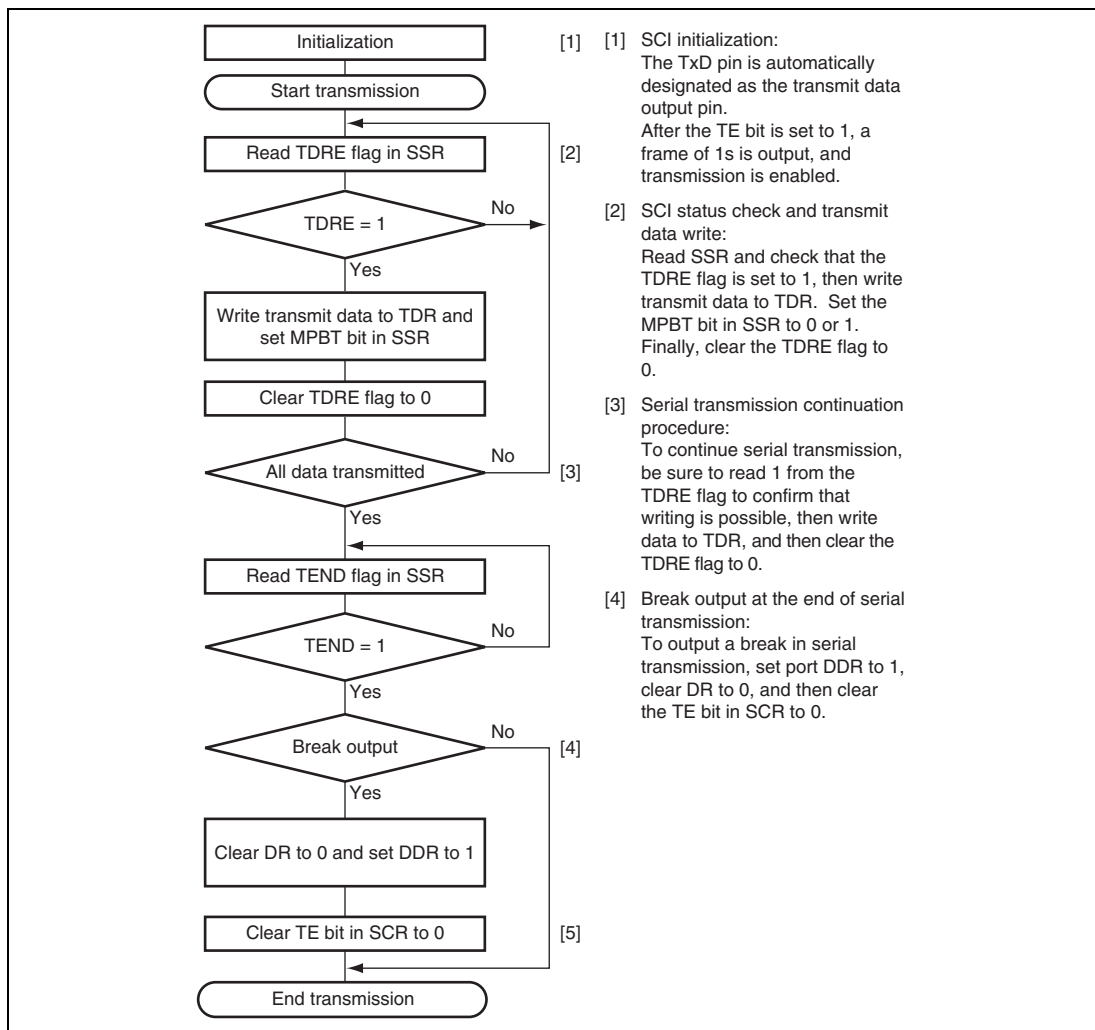 Initialization
[1]
Start transmission
Read TDRE flag in SSR
[2]
TDRE = 1
No
Yes
Write transmit data to TDR and
set MPBT bit in SSR
Clear TDRE flag to 0
All data transmitted
No
[3]
Yes
Read TEND flag in SSR
TEND = 1
No
Yes
Break output
No
[4]
Yes
Clear DR to 0 and set DDR to 1
Clear TE bit in SCR to 0
[5]
End transmission
[1] SCI initialization:
The TxD pin is automatically
designated as the transmit data
output pin.
After the TE bit is set to 1, a
frame of 1s is output, and
transmission is enabled.
[2] SCI status check and transmit
data write:
Read SSR and check that the
TDRE flag is set to 1, then write
transmit data to TDR. Set the
MPBT bit in SSR to 0 or 1.
Finally, clear the TDRE flag to
0.
[3] Serial transmission continuation
procedure:
To continue serial transmission,
be sure to read 1 from the
TDRE flag to confirm that
writing is possible, then write
data to TDR, and then clear the
TDRE flag to 0.
[4] Break output at the end of serial
transmission:
To output a break in serial
transmission, set port DDR to 1,
clear DR to 0, and then clear
the TE bit in SCR to 0.